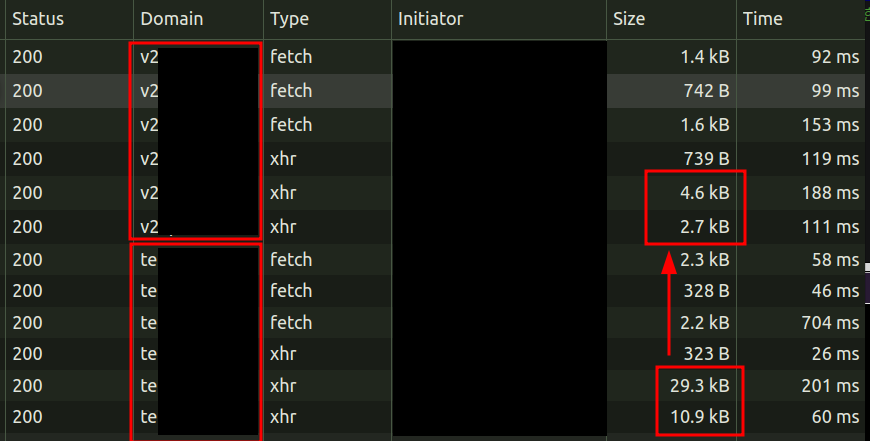 Status Domain Type Initiator Size Time
200 v2 fetch 1.4 kB 92 ms
200 v2 fetch 742 B 99 ms
200 v2 fetch 1.6 kB 153 ms
200 v2 xhr 739 B 119 ms
200 v2 xhr 4.6 kB 188 ms
200 v2 xhr 2.7 kB 111 ms
200 te fetch 2.3 kB 58 ms
200 te fetch 328 B 46 ms
200 te fetch 2.2 kB 704 ms
200 te xhr 323 B 26 ms
200 te xhr 29.3 kB 201 ms
200 te xhr 10.9 kB 60 ms